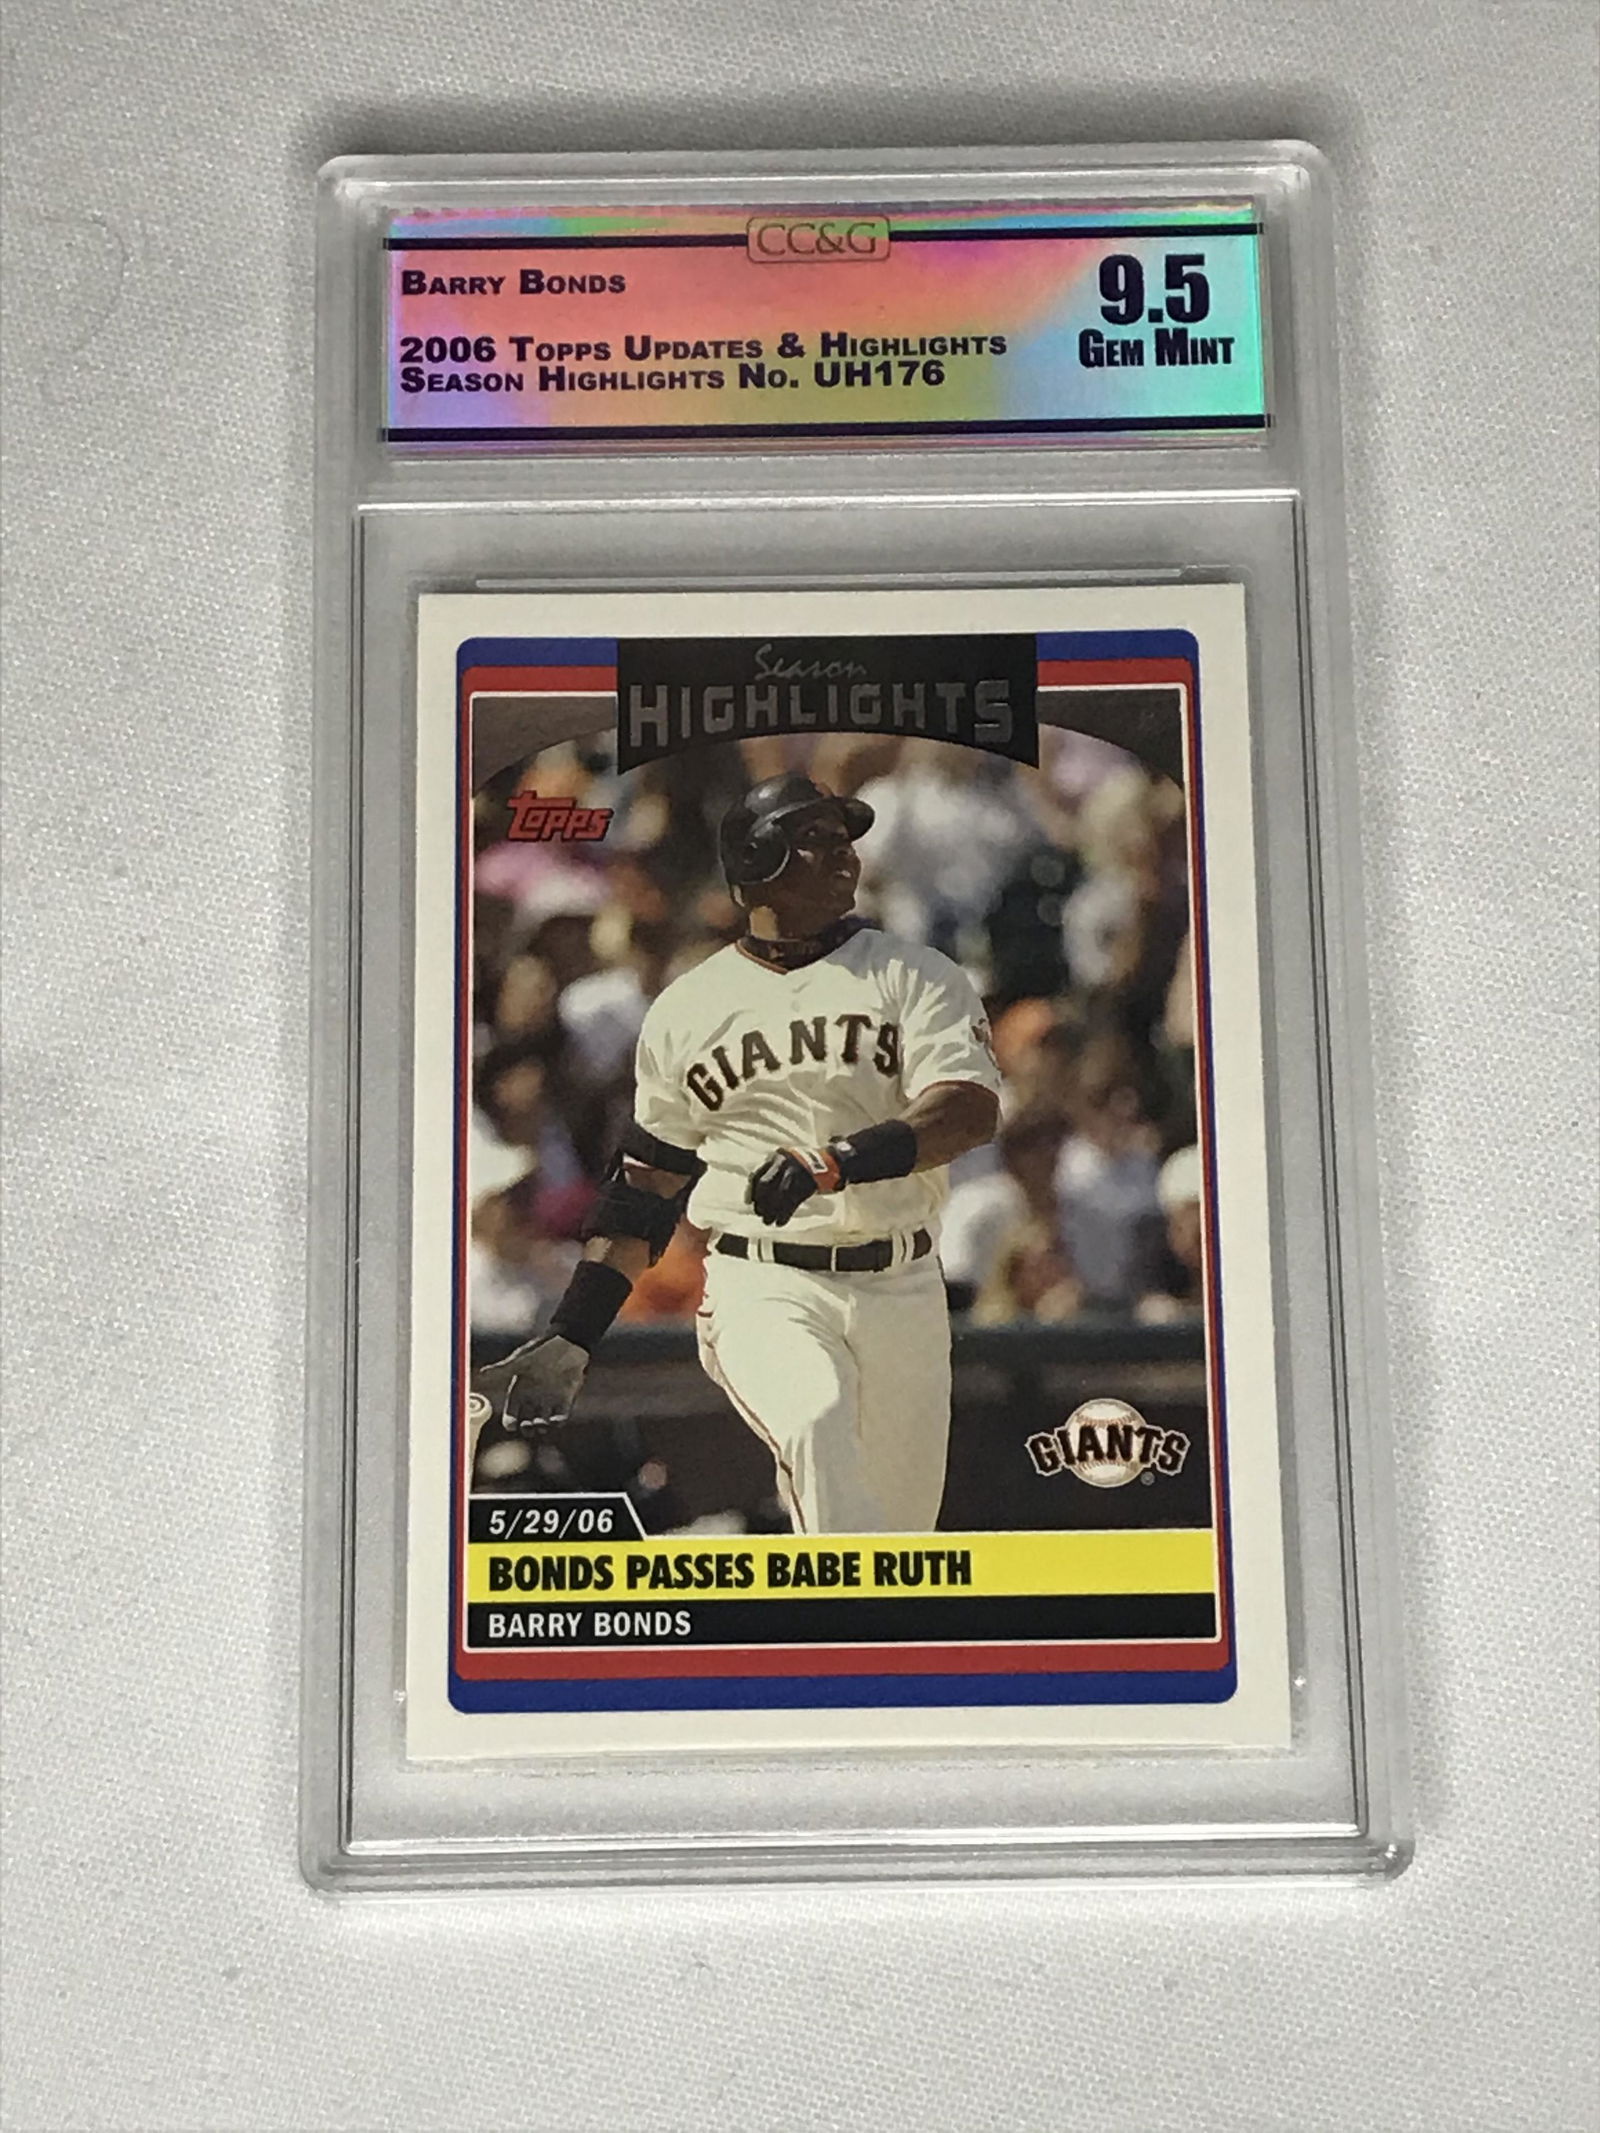 CC&G
BARRY BONDS
9.5
GEM MINT
2006 TOPPS UPDATES & HIGHLIGHTS
SEASON HIGHLIGHTS NO. UH176
Season
HIGHLIGHTS
Topps
GIANTS
GIANTS®
5/29/06
BONDS PASSES BABE RUTH
BARRY BONDS